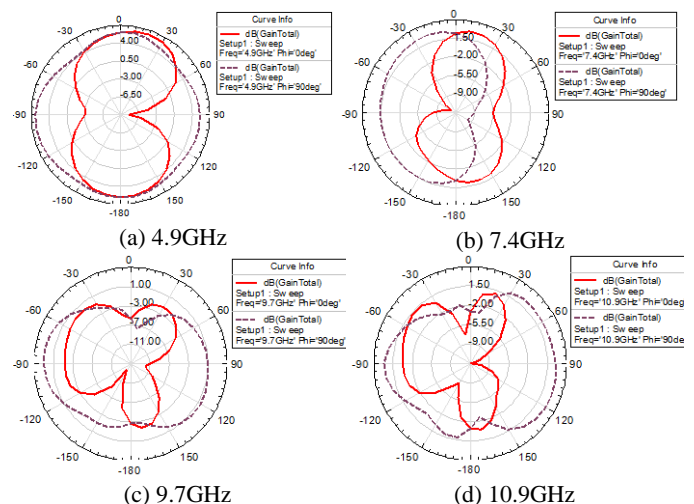 0
-30
30
-60
60
-90
90
-120
120
-150
150
-180
4.00
0.50
-3.00
-6.50
Curve Info
dB(GainTotal)
Setup1 : Sweep
Freq='4.9GHz' Phi='0deg'
dB(GainTotal)
Setup1 : Sweep
Freq='4.9GHz' Phi='90deg'
(a) 4.9GHz
0
-30
30
-60
60
-90
90
-120
120
-150
150
-180
1.50
-2.00
-5.50
-9.00
Curve Info
dB(GainTotal)
Setup1 : Sweep
Freq='7.4GHz' Phi='0deg'
dB(GainTotal)
Setup1 : Sweep
Freq='7.4GHz' Phi='90deg'
(b) 7.4GHz
0
-30
30
-60
60
-90
90
-120
120
-150
150
-180
1.00
-3.00
-7.00
-11.00
Curve Info
dB(GainTotal)
Setup1 : Sweep
Freq='9.7GHz' Phi='0deg'
dB(GainTotal)
Setup1 : Sweep
Freq='9.7GHz' Phi='90deg'
(c) 9.7GHz
0
-30
30
-60
60
-90
90
-120
120
-150
150
-180
1.50
-2.00
-5.50
-9.00
Curve Info
dB(GainTotal)
Setup1 : Sweep
Freq='10.9GHz' Phi='0deg'
dB(GainTotal)
Setup1 : Sweep
Freq='10.9GHz' Phi='90deg'
(d) 10.9GHz